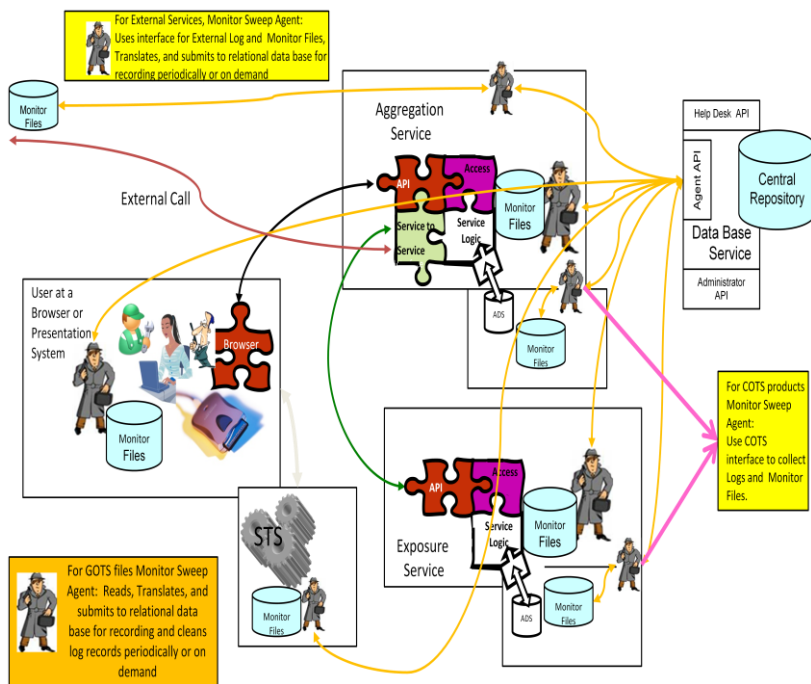 For External Services, Monitor Sweep Agent:
Uses interface for External Log and Monitor Files,
Translates, and submits to relational data base for
recording periodically or on demand
Monitor
Files
External Call
Aggregation
Service
API
Access
Service to
Service
Service
Logic
Monitor
Files
ADS
Monitor
Files
Help Desk API
Agent API
Central
Repository
Data Base
Service
Administrator
API
User at a
Browser or
Presentation
System
Browser
Monitor
Files
For COTS products
Monitor Sweep
Agent:
Use COTS
interface to collect
Logs and Monitor
Files.
API
Access
Service
Logic
Monitor
Files
Exposure
Service
ADS
Monitor
Files
STS
Monitor
Files
For GOTS files Monitor Sweep
Agent: Reads, Translates, and
submits to relational data
base for recording and cleans
log records periodically or on
demand